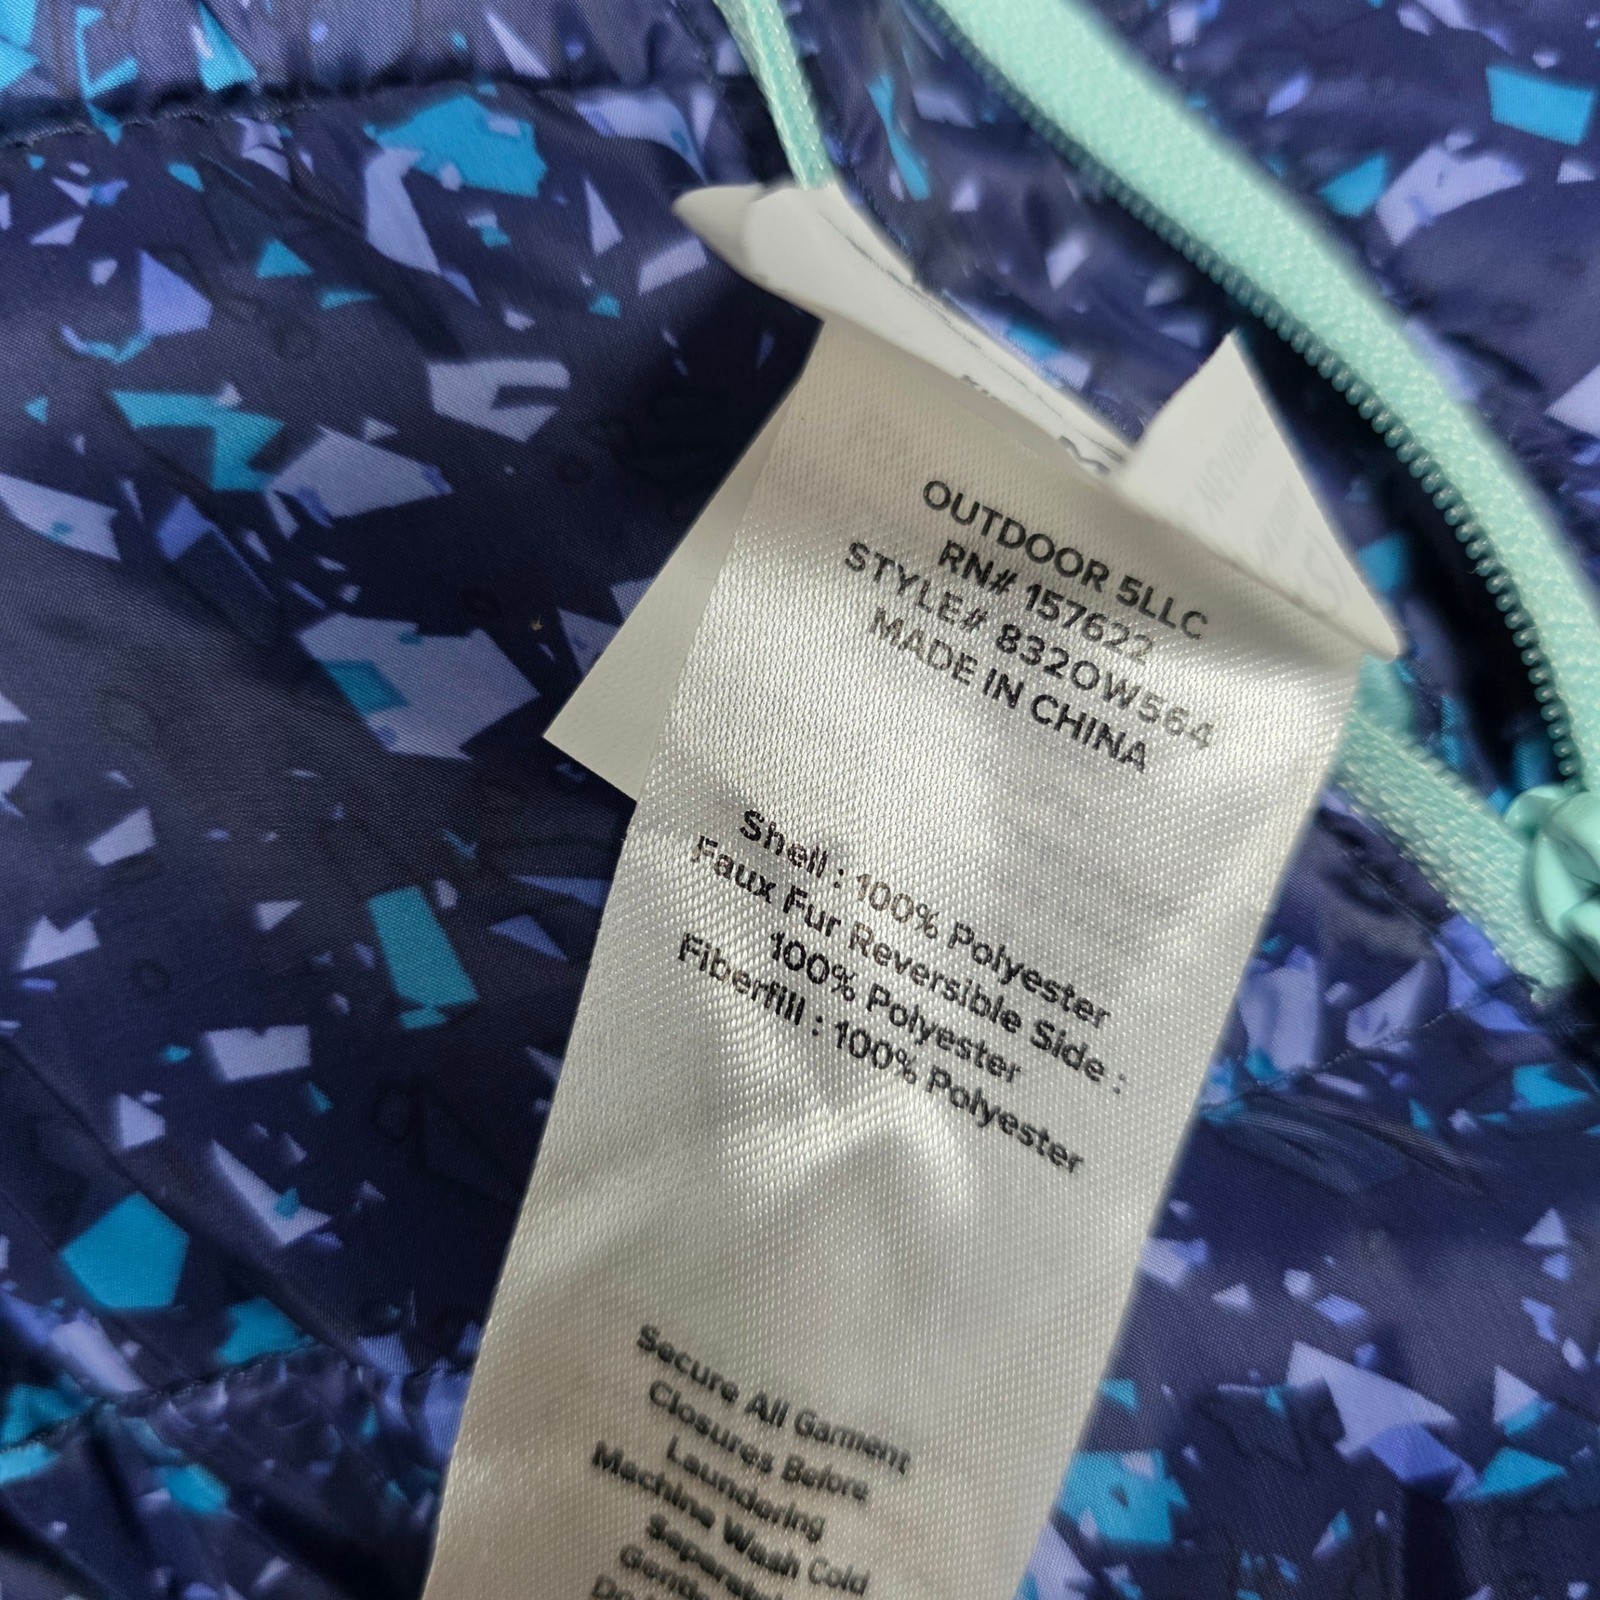 OUTDOOR 5LLC
RN# 157622
STYLE# 832OW564
MADE IN CHINA
Shell : 100% Polyester
Faux Fur Reversible Side :
100% Polyester
Fiberfill : 100% Polyester
Secure All Garment
Closures Before
Laundering
Machine Wash Cold